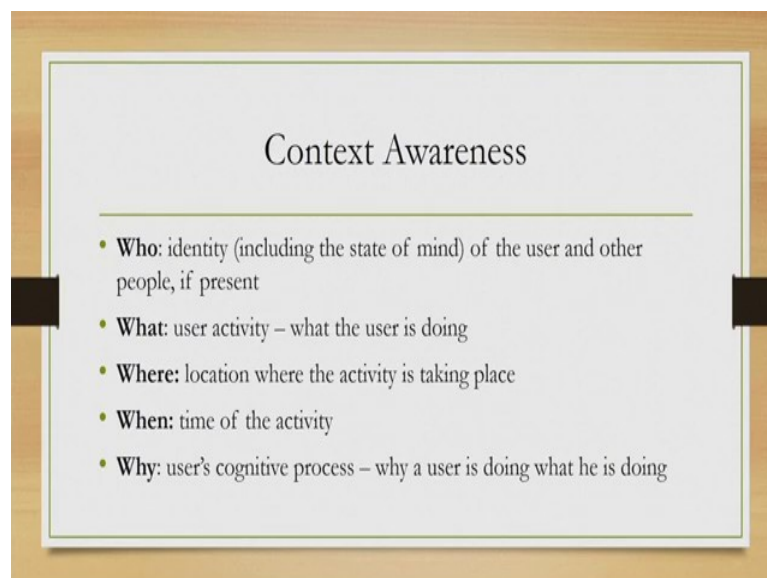 Context Awareness
• Who: identity (including the state of mind) of the user and other
people, if present
• What: user activity – what the user is doing
• Where: location where the activity is taking place
• When: time of the activity
• Why: user's cognitive process – why a user is doing what he is doing